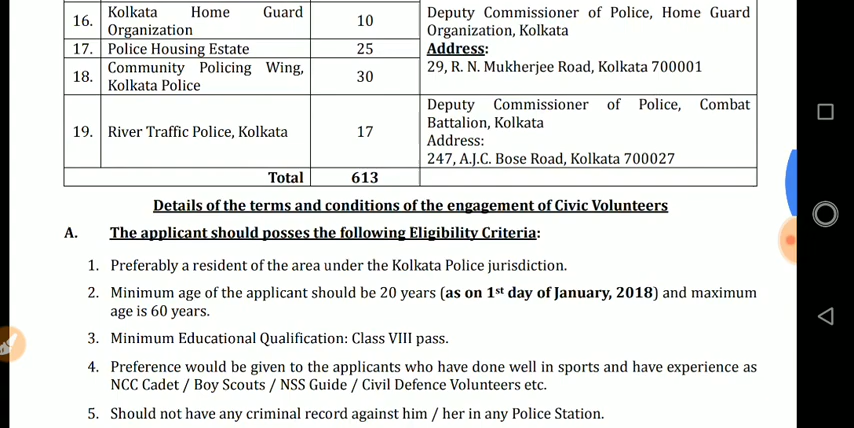 16. Kolkata Home Guard Organization 10 Deputy Commissioner of Police, Home Guard Organization, Kolkata
17. Police Housing Estate 25 Address:
18. Community Policing Wing, Kolkata Police 30 29, R. N. Mukherjee Road, Kolkata 700001
19. River Traffic Police, Kolkata 17 Deputy Commissioner of Police, Combat Battalion, Kolkata
Address:
247, A.J.C. Bose Road, Kolkata 700027
Total 613
Details of the terms and conditions of the engagement of Civic Volunteers
A. The applicant should posses the following Eligibility Criteria:
1. Preferably a resident of the area under the Kolkata Police jurisdiction.
2. Minimum age of the applicant should be 20 years (as on 1st day of January, 2018) and maximum
age is 60 years.
3. Minimum Educational Qualification: Class VIII pass.
4. Preference would be given to the applicants who have done well in sports and have experience as
NCC Cadet / Boy Scouts / NSS Guide / Civil Defence Volunteers etc.
5. Should not have any criminal record against him / her in any Police Station.